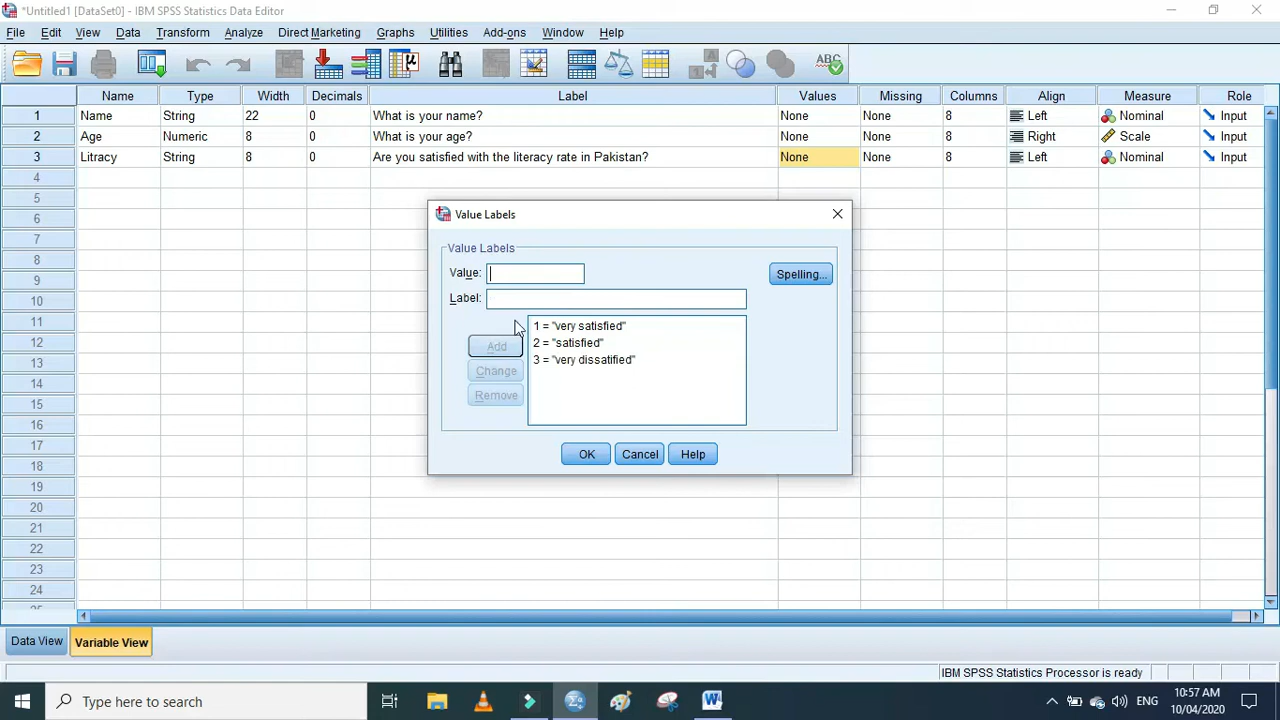 *Untitled1 [DataSet0] - IBM SPSS Statistics Data Editor
File Edit View Data Transform Analyze Direct Marketing Graphs Utilities Add-ons Window Help
Name Type Width Decimals Label Values Missing Columns Align Measure Role
1 Name String 22 0 What is your name? None None 8 Left Nominal Input
2 Age Numeric 8 0 What is your age? None None 8 Right Scale Input
3 Litracy String 8 0 Are you satisfied with the literacy rate in Pakistan? None None 8 Left Nominal Input
4
5
6
7
8
9
10
11
12
13
14
15
16
17
18
19
20
21
22
23
24
Value Labels
Value Labels
Value:
Spelling...
Label:
1 = "very satisfied"
2 = "satisfied"
3 = "very dissatified"
Add
Change
Remove
OK Cancel Help
Data View Variable View
IBM SPSS Statistics Processor is ready
Type here to search
W
ENG
10:57 AM
10/04/2020